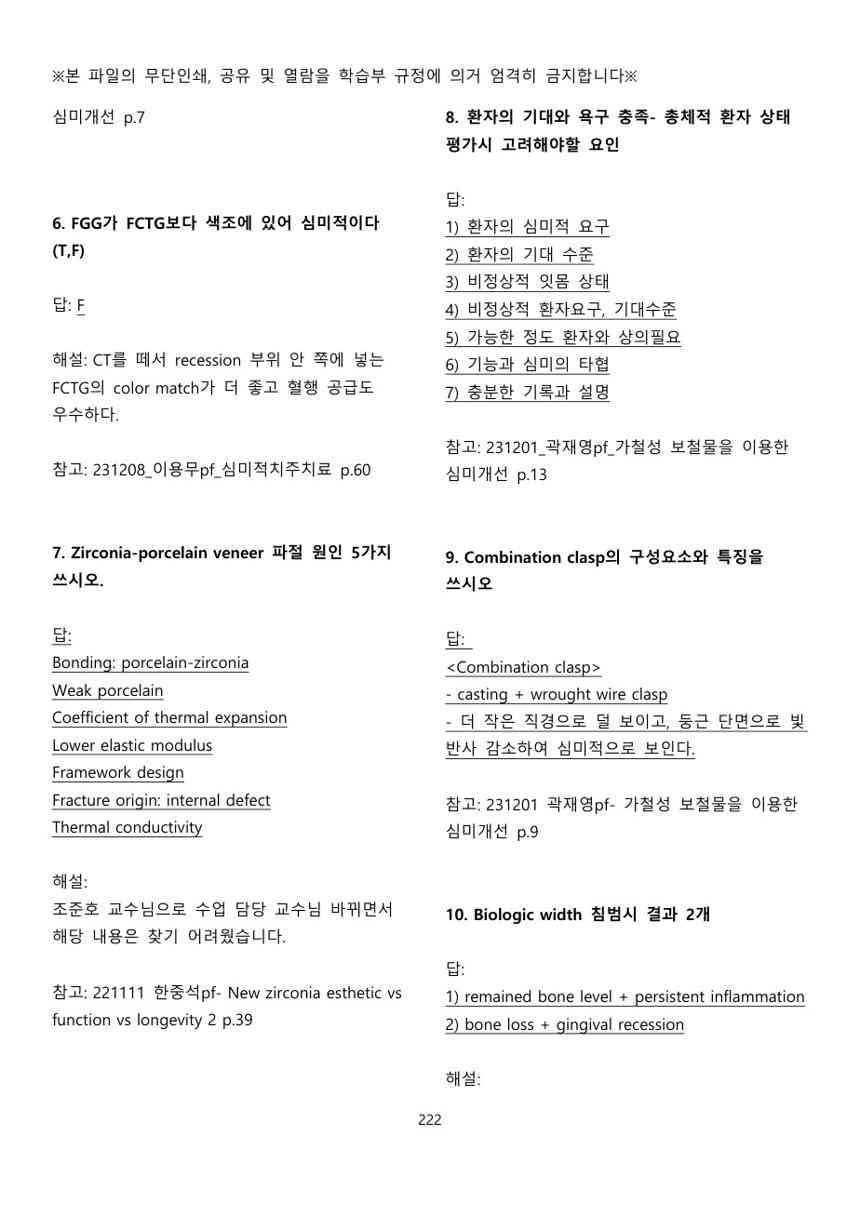 ※본 파일의 무단인쇄, 공유 및 열람을 학습부 규정에 의거 엄격히 금지합니다※
심미개선 p.7
6. FGG가 FCTG보다 색조에 있어 심미적이다
(T,F)
답: F
해설: CT를 떼서 recession 부위 안 쪽에 넣는
FCTG의 color match가 더 좋고 혈행 공급도
우수하다.
참고: 231208_이용무pf_심미적치주치료 p.60
7. Zirconia-porcelain veneer 파절 원인 5가지
쓰시오.
답:
Bonding: porcelain-zirconia
Weak porcelain
Coefficient of thermal expansion
Lower elastic modulus
Framework design
Fracture origin: internal defect
Thermal conductivity
해설:
조준호 교수님으로 수업 담당 교수님 바뀌면서
해당 내용은 찾기 어려웠습니다.
참고: 221111 한중석pf- New zirconia esthetic vs
function vs longevity 2 p.39
8. 환자의 기대와 욕구 충족- 총체적 환자 상태
평가시 고려해야할 요인
답:
1) 환자의 심미적 요구
2) 환자의 기대 수준
3) 비정상적 잇몸 상태
4) 비정상적 환자요구, 기대수준
5) 가능한 정도 환자와 상의필요
6) 기능과 심미의 타협
7) 충분한 기록과 설명
참고: 231201_곽재영pf_가철성 보철물을 이용한
심미개선 p.13
9. Combination clasp의 구성요소와 특징을
쓰시오
답:
<Combination clasp>
- casting + wrought wire clasp
- 더 작은 직경으로 덜 보이고, 둥근 단면으로 빛
반사 감소하여 심미적으로 보인다.
참고: 231201 곽재영pf- 가철성 보철물을 이용한
심미개선 p.9
10. Biologic width 침범시 결과 2개
답:
1) remained bone level + persistent inflammation
2) bone loss + gingival recession
해설:
222